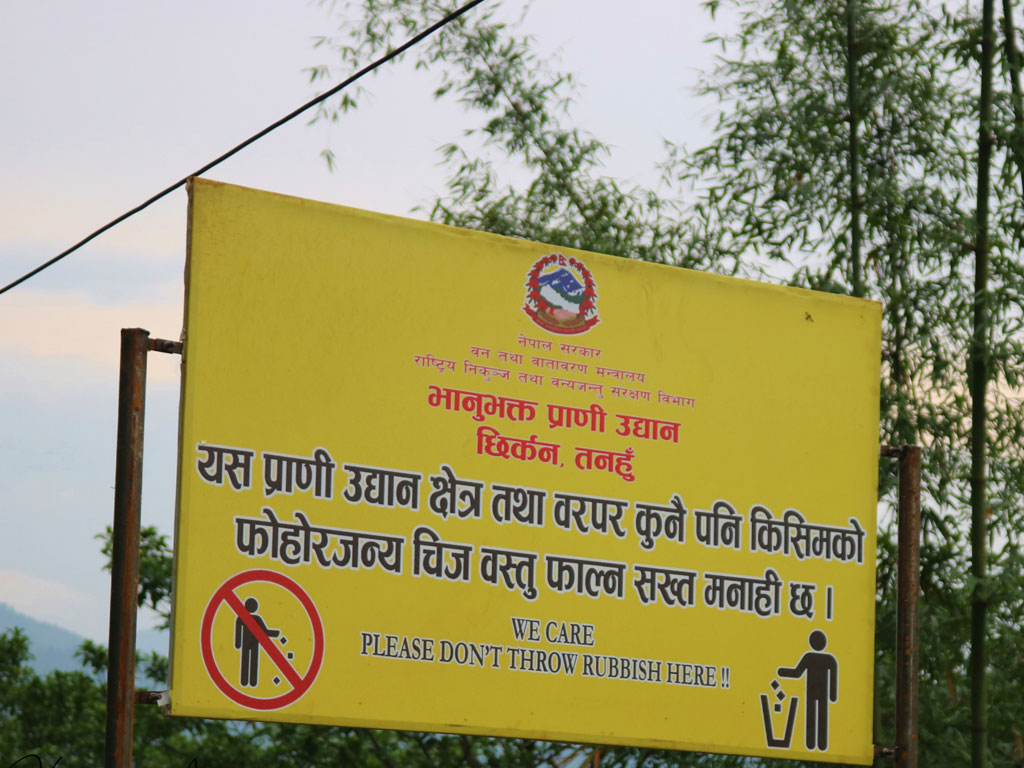 नेपाल सरकार
वन तथा वातावरण मन्त्रालय
राष्ट्रिय निकुञ्ज तथा वन्यजन्तु संरक्षण विभाग
भानुभक्त प्राणी उद्यान
छिर्कन, तनहुँ
यस प्राणी उद्यान क्षेत्र तथा वरपर कुनै पनि किसिमको
फोहोरजन्य चिज वस्तु फाल्न सख्त मनाही छ ।
WE CARE
PLEASE DON'T THROW RUBBISH HERE !!